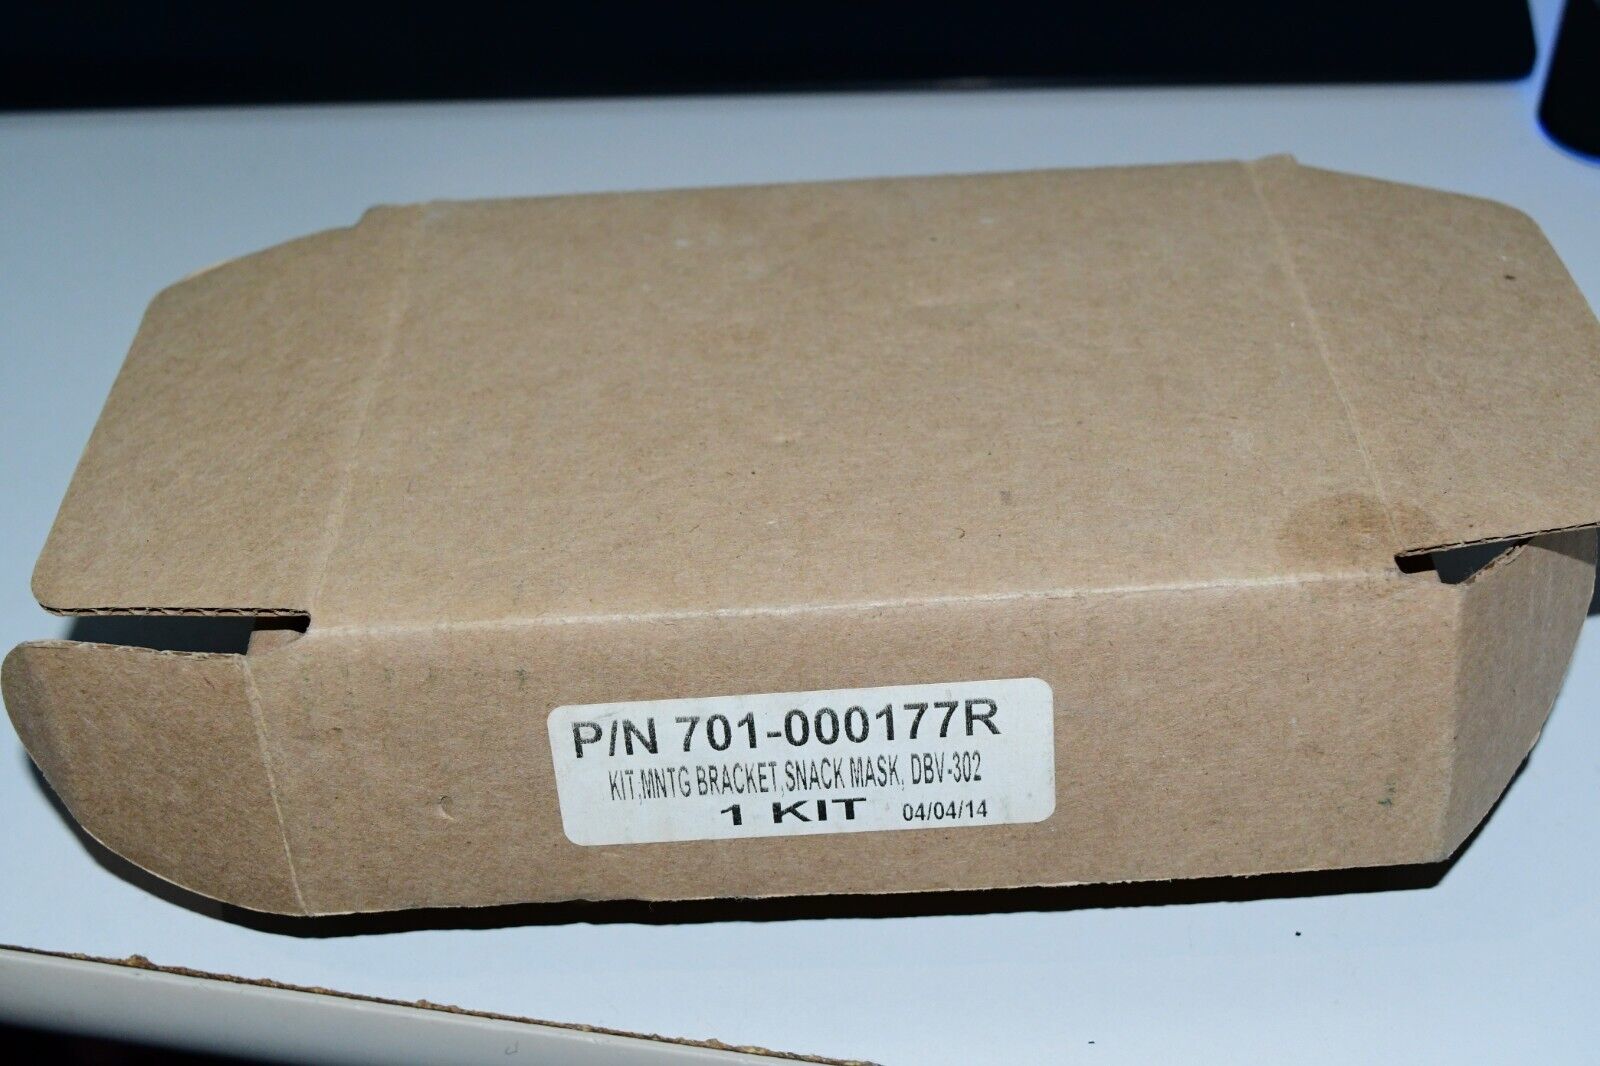 P/N 701-000177R
KIT,MNTG BRACKET,SNACK MASK, DBV-302
1 KIT 04/04/14